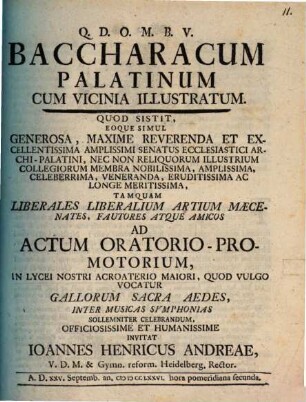 11.
Q. D. O. M. B. V.
BACCHARACUM
PALATINUM
CUM VICINIA ILLUSTRATUM.
QUOD SISTIT,
EOQUE SIMUL
GENEROSA, MAXIME REVERENDA ET EX-
CELLENTISSIMA AMPLISSIMI SENATUS ECCLESIASTICI AR-
CHI-PALATINI, NEC NON RELIQUORUM ILLUSTRIUM
COLLEGIORUM MEMBRA NOBILISSIMA, AMPLISSIMA,
CELEBERRIMA, VENERANDA, ERUDITISSIMA AC
LONGE MERITISSIMA,
TAMQUAM
LIBERALES LIBERALIUM ARTIUM MÆCE-
NATES, FAUTORES ATQUE AMICOS
AD
ACTUM ORATORIO-PRO-
MOTORIUM,
IN LYCEI NOSTRI ACROATERIO MAIORI, QUOD VULGO
VOCATUR
GALLORUM SACRA AEDES,
INTER MUSICAS SYMPHONIAS
SOLLEMNITER CELEBRANDUM,
OFFICIOSISSIME ET HUMANISSIME
INVITAT
IOANNES HENRICUS ANDREAE,
V. D. M. & Gymn. reform. Heidelberg, Rector.
A. D. XXV. Septemb. an. CIƆIƆCCLXXVI. hora pomeridiana secunda.